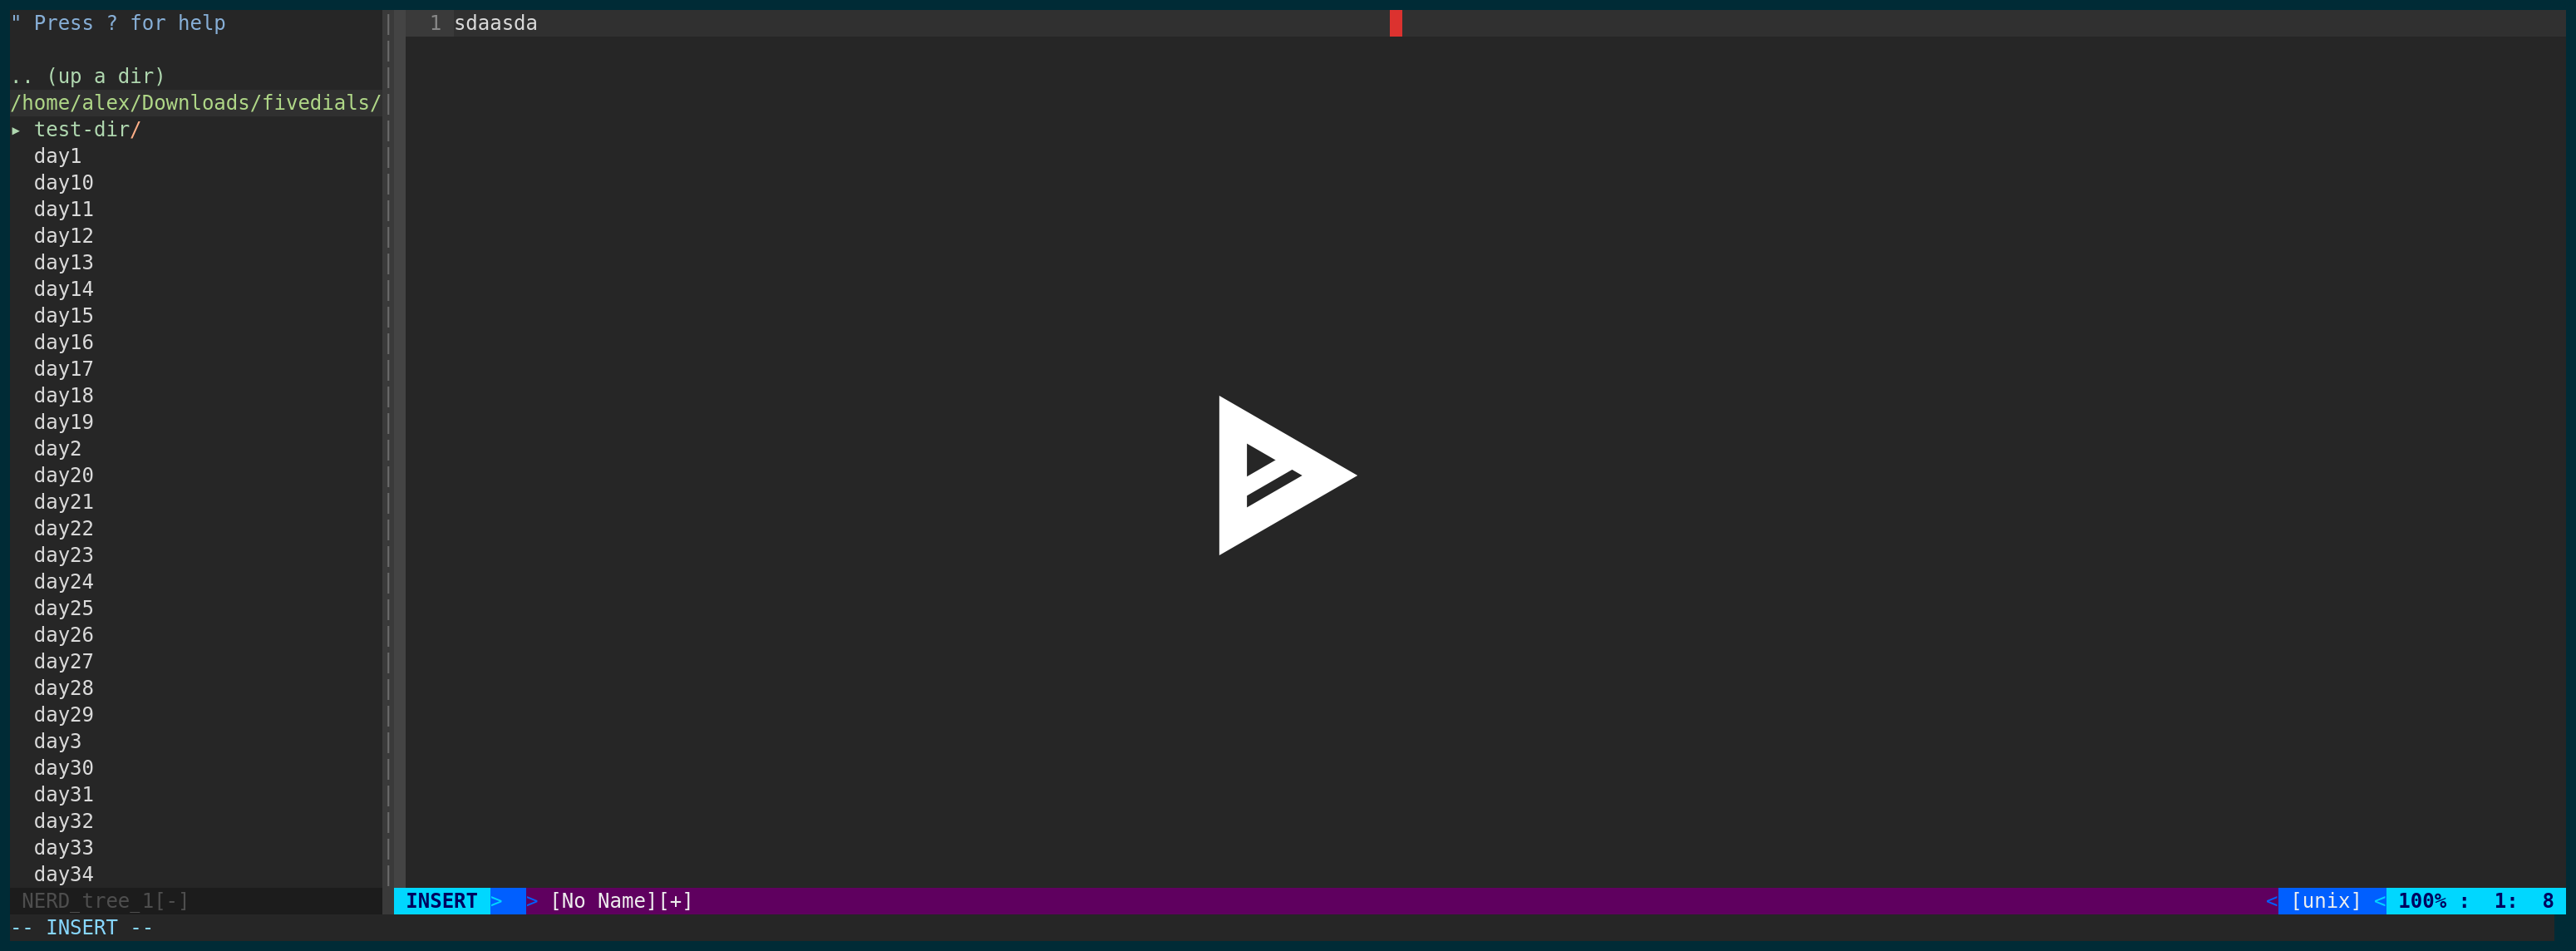 " Press ? for help
.. (up a dir)
/home/alex/Downloads/fivedials/
▸ test-dir/
day1
day10
day11
day12
day13
day14
day15
day16
day17
day18
day19
day2
day20
day21
day22
day23
day24
day25
day26
day27
day28
day29
day3
day30
day31
day32
day33
day34
NERD_tree_1[-]
1 sdaasda
INSERT > > [No Name][+] < [unix] < 100% : 1: 8
-- INSERT --